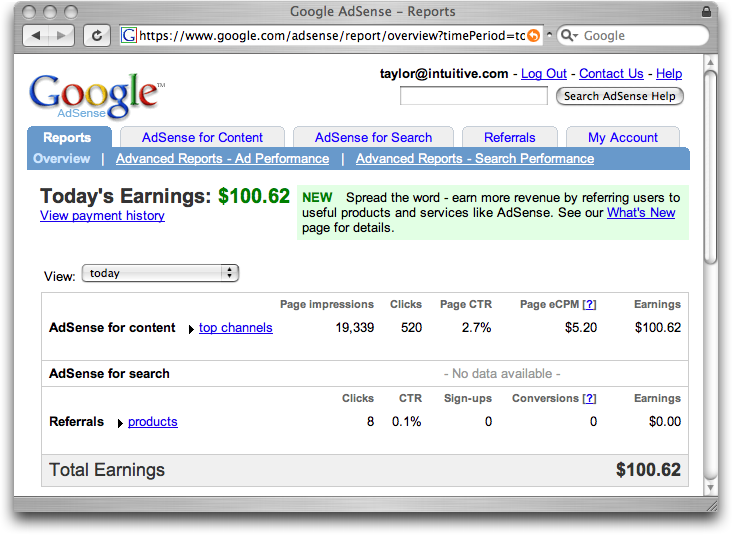 Google AdSense – Reports
https://www.google.com/adsense/report/overview?timePeriod=to
Google
taylor@intuitive.com - Log Out - Contact Us - Help
Google™
AdSense
Search AdSense Help
Reports AdSense for Content AdSense for Search Referrals My Account
Overview | Advanced Reports - Ad Performance | Advanced Reports - Search Performance
Today's Earnings: $100.62
View payment history
NEW Spread the word - earn more revenue by referring users to
useful products and services like AdSense. See our What's New
page for details.
View: today
Page impressions Clicks Page CTR Page eCPM [?] Earnings
AdSense for content top channels 19,339 520 2.7% $5.20 $100.62
AdSense for search - No data available -
Clicks CTR Sign-ups Conversions [?] Earnings
Referrals products 8 0.1% 0 0 $0.00
Total Earnings $100.62